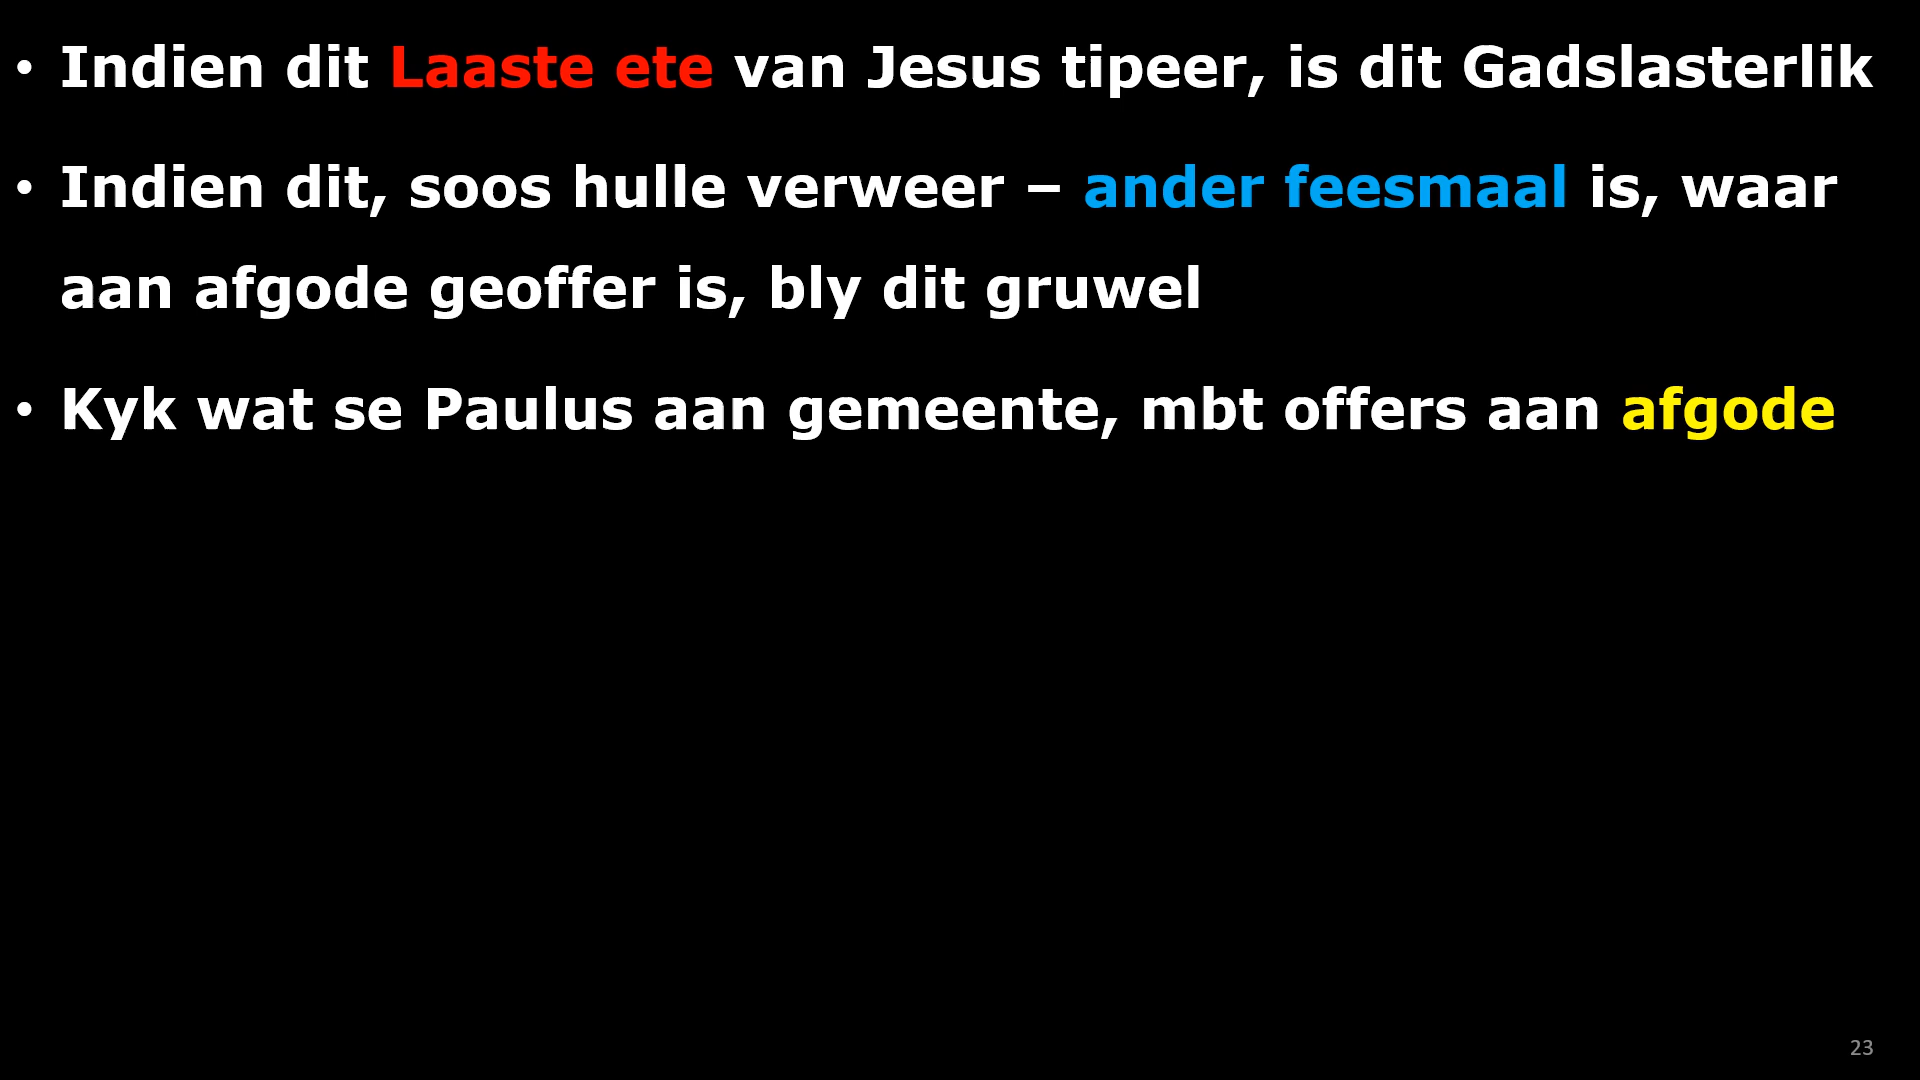 • Indien dit Laaste ete van Jesus tipeer, is dit Gadslasterlik
• Indien dit, soos hulle verweer – ander feesmaal is, waar
aan afgode geoffer is, bly dit gruwel
• Kyk wat se Paulus aan gemeente, mbt offers aan afgode
23